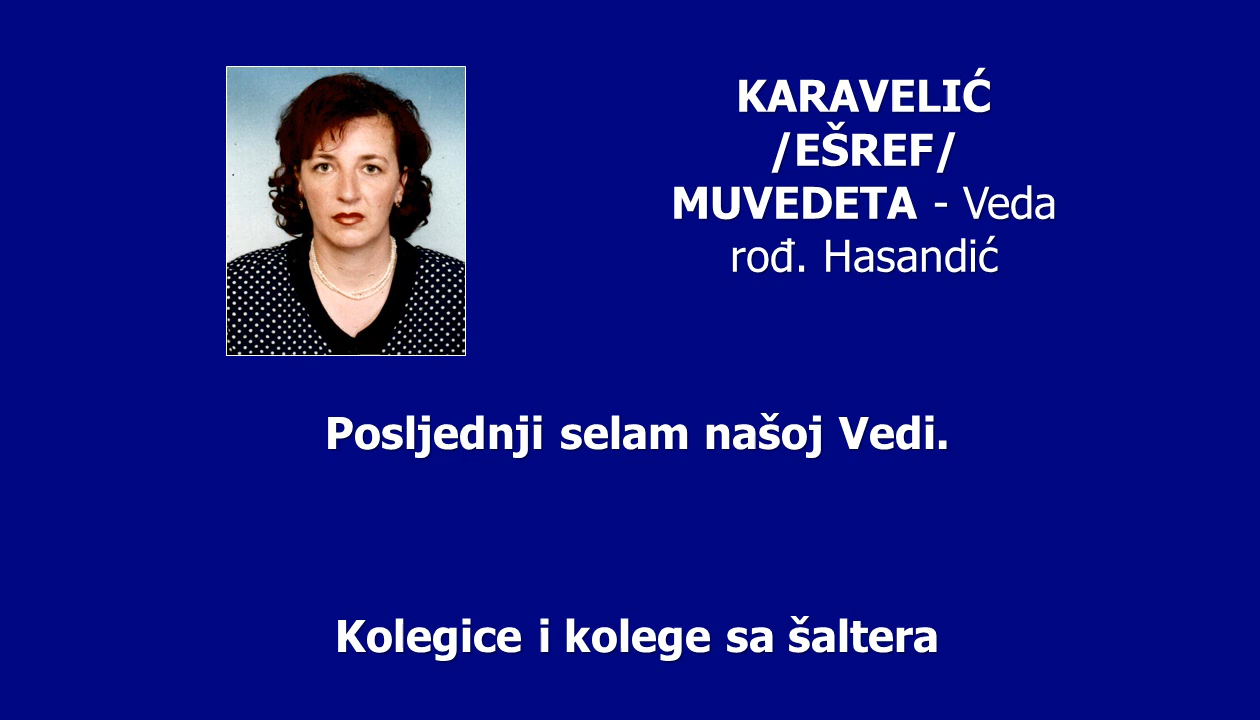 KARAVELIĆ
/EŠREF/
MUVEDETA - Veda
rođ. Hasandić
Posljednji selam našoj Vedi.
Kolegice i kolege sa šaltera